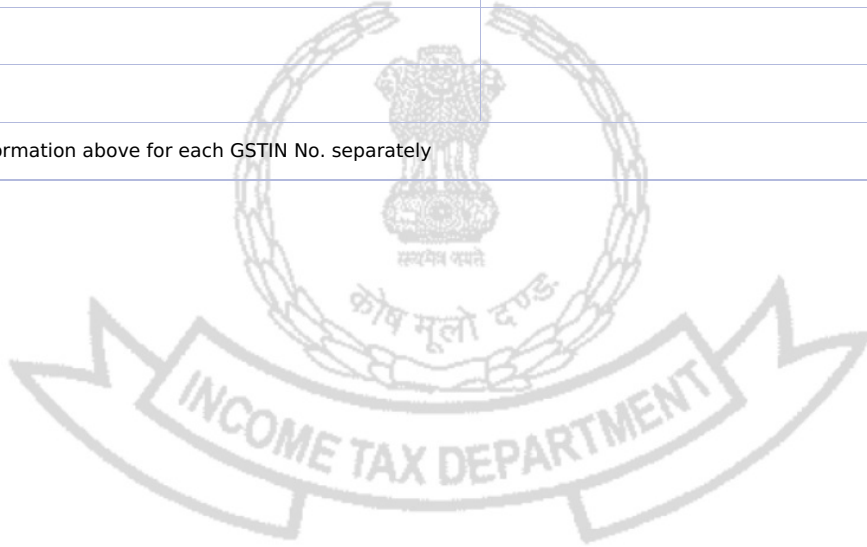 ormation above for each GSTIN No. separately
सत्यमेव जयते
कोष मूलो दण्डः
INCOME TAX DEPARTMENT